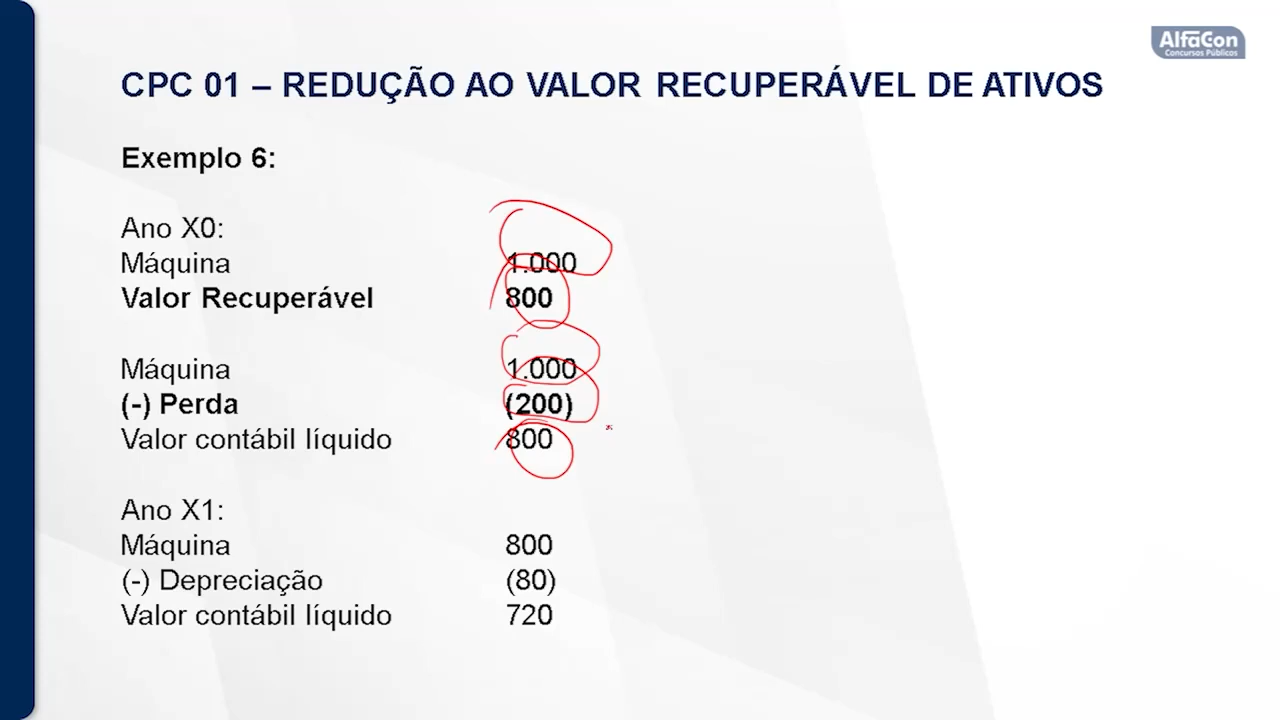 AlfaCon
Concursos Públicos
CPC 01 – REDUÇÃO AO VALOR RECUPERÁVEL DE ATIVOS
Exemplo 6:
Ano X0:
Máquina 1.000
Valor Recuperável 800
Máquina 1.000
(-) Perda (200)
Valor contábil líquido 800
Ano X1:
Máquina 800
(-) Depreciação (80)
Valor contábil líquido 720